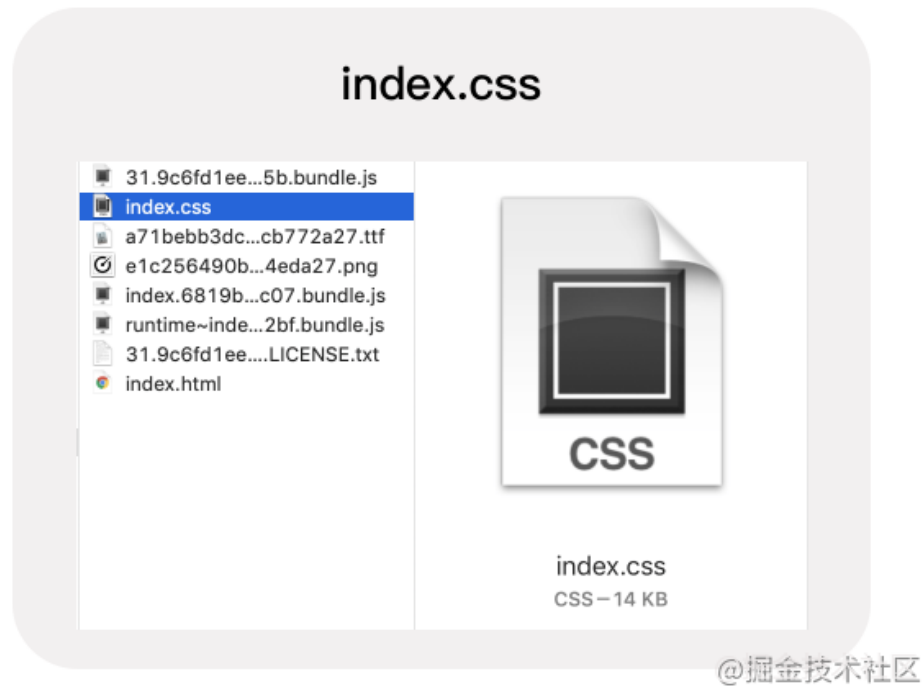 index.css
31.9c6fd1ee...5b.bundle.js
index.css
a71bebb3dc...cb772a27.ttf
e1c256490b...4eda27.png
index.6819b...c07.bundle.js
runtime~inde...2bf.bundle.js
31.9c6fd1ee....LICENSE.txt
index.html
CSS
index.css
CSS – 14 KB
@掘金技术社区